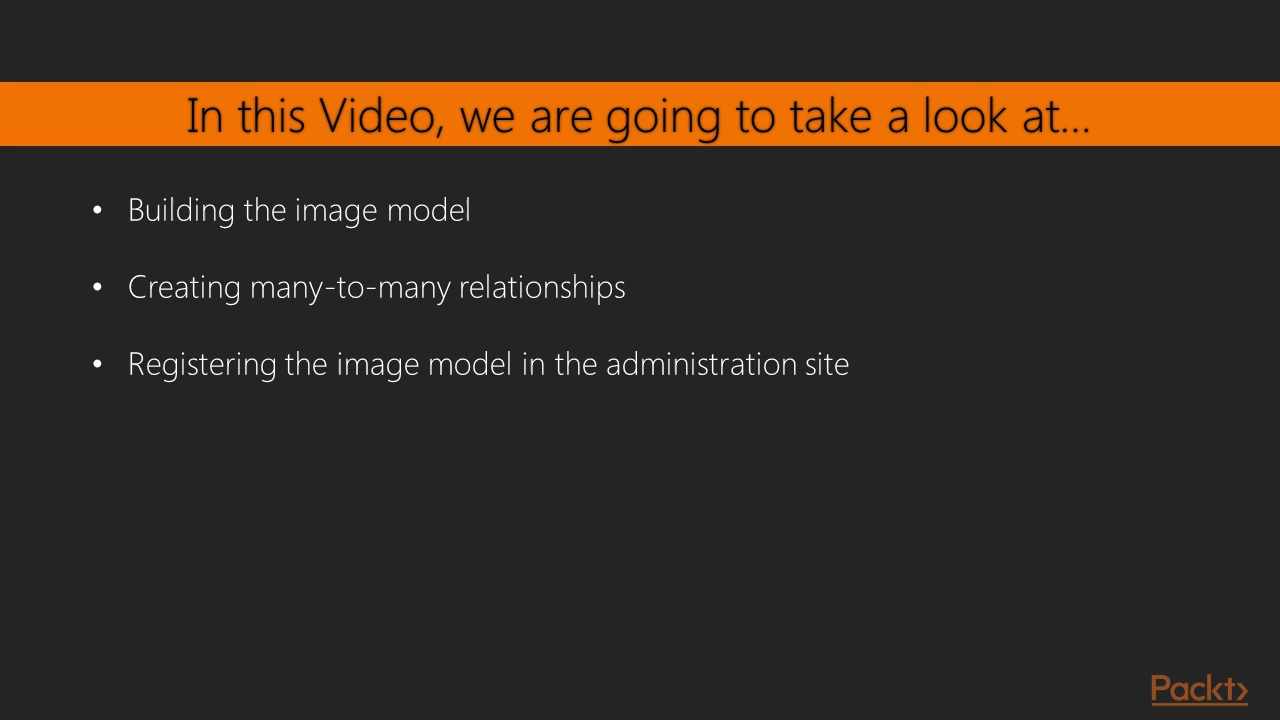 In this Video, we are going to take a look at...
• Building the image model
• Creating many-to-many relationships
• Registering the image model in the administration site
Packt>